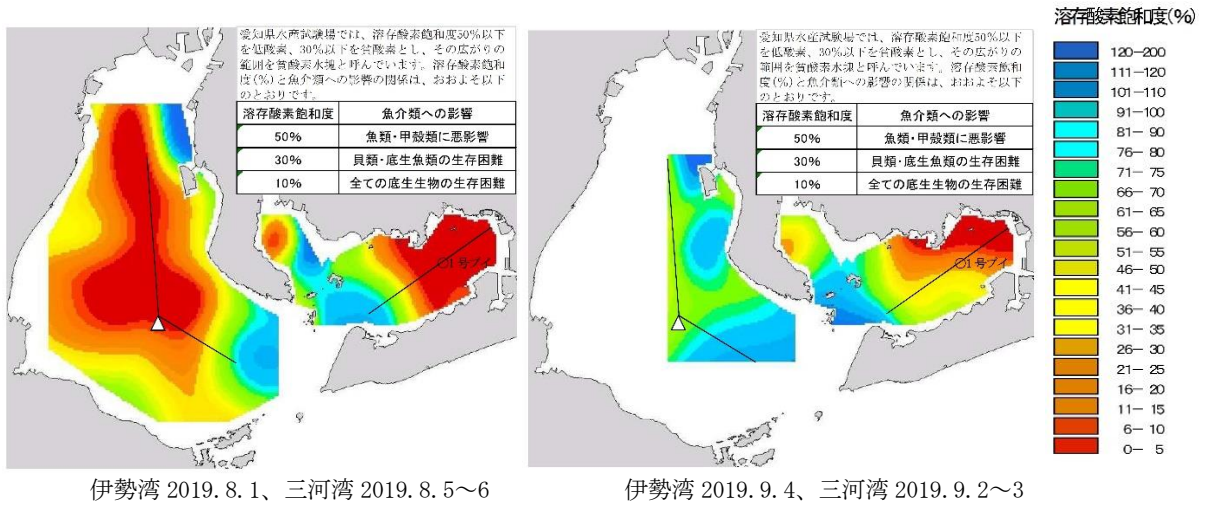 愛知県水産試験場では、溶存酸素飽和度50％以下
を低酸素、30％以下を貧酸素とし、その広がりの
範囲を貧酸素水塊と呼んでいます。溶存酸素飽和
度(％)と魚介類への影響の関係は、おおよそ以下
のとおりです。
溶存酸素飽和度 魚介類への影響
50% 魚類・甲殻類に悪影響
30% 貝類・底生魚類の生存困難
10% 全ての底生生物の生存困難
○1号ブイ
伊勢湾 2019.8.1、三河湾 2019.8.5～6
愛知県水産試験場では、溶存酸素飽和度50％以下
を低酸素、30％以下を貧酸素とし、その広がりの
範囲を貧酸素水塊と呼んでいます。溶存酸素飽和
度(％)と魚介類への影響の関係は、おおよそ以下
のとおりです。
溶存酸素飽和度 魚介類への影響
50% 魚類・甲殻類に悪影響
30% 貝類・底生魚類の生存困難
10% 全ての底生生物の生存困難
○1号ブイ
伊勢湾 2019.9.4、三河湾 2019.9.2～3
溶存酸素飽和度(%)
120-200
111-120
101-110
91-100
81-90
76-80
71-75
66-70
61-65
56-60
51-55
46-50
41-45
36-40
31-35
26-30
21-25
16-20
11-15
6-10
0-5